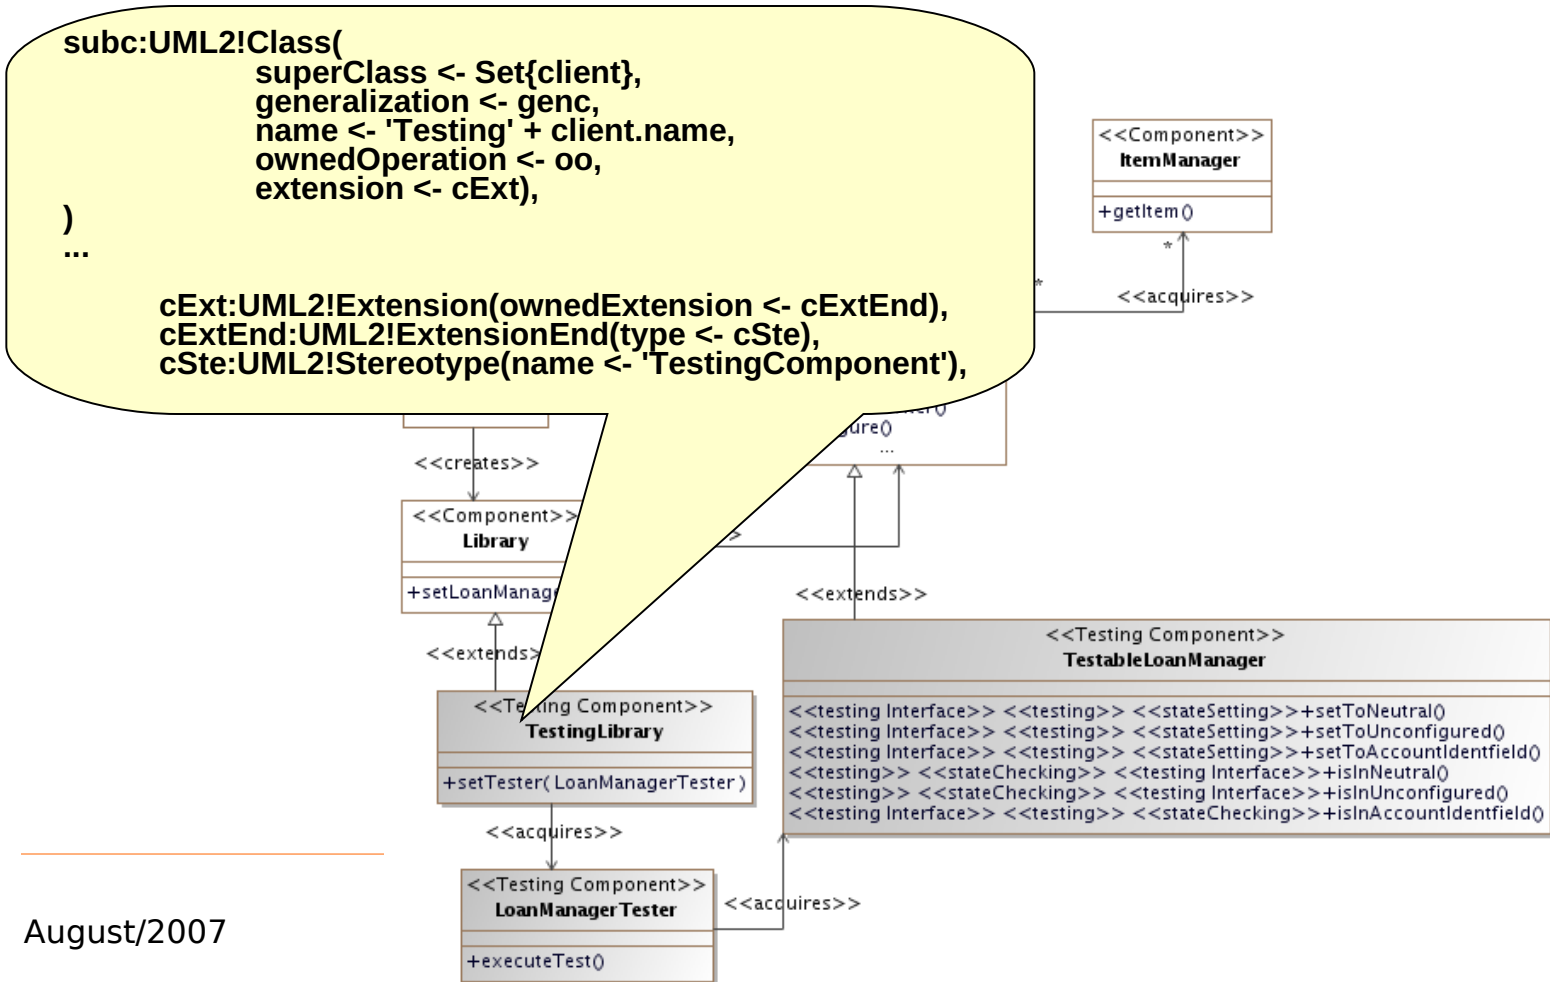 subc:UML2!Class(
superClass <- Set{client},
generalization <- genc,
name <- 'Testing' + client.name,
ownedOperation <- oo,
extension <- cExt),
)
...
cExt:UML2!Extension(ownedExtension <- cExtEnd),
cExtEnd:UML2!ExtensionEnd(type <- cSte),
cSte:UML2!Stereotype(name <- 'TestingComponent'),
<<Component>>
ItemManager
+getItem()
*
*
<<acquires>>
...
<<creates>>
<<Component>>
Library
<<extends>>
<<extends>
<<Testing Component>>
TestableLoanManager
<<testing Interface>> <<testing>> <<stateSetting>>+setToNeutral()
<<testing Interface>> <<testing>> <<stateSetting>>+setToUnconfigured()
<<testing Interface>> <<testing>> <<stateSetting>>+setToAccountIdentfield()
<<testing>> <<stateChecking>> <<testing Interface>>+isInNeutral()
<<testing>> <<stateChecking>> <<testing Interface>>+isInUnconfigured()
<<testing Interface>> <<testing>> <<stateChecking>>+isInAccountIdentfield()
<<Testing Component>>
TestingLibrary
+setTester( LoanManagerTester )
<<acquires>>
<<Testing Component>>
LoanManagerTester
+executeTest()
<<acquires>>
August/2007